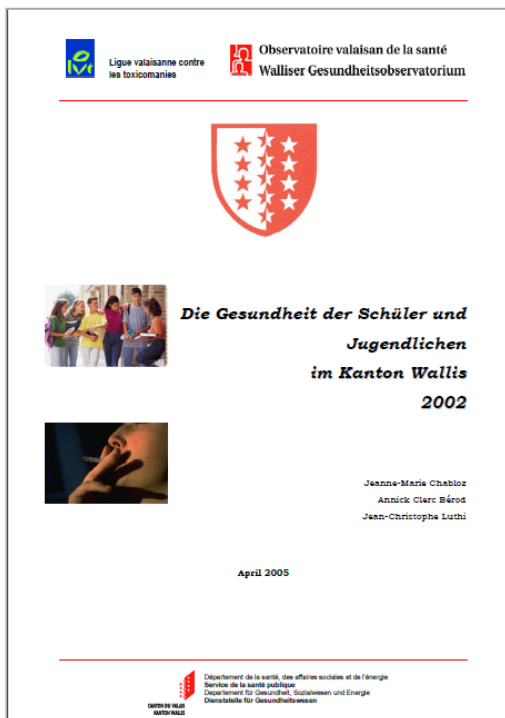 Ligue valaisanne contre
les toxicomanies
Observatoire valaisan de la santé
Walliser Gesundheitsobservatorium
Die Gesundheit der Schüler und
Jugendlichen
im Kanton Wallis
2002
Jeanne-Marie Chabloz
Annick Clerc Bérod
Jean-Christophe Luthi
April 2005
Département de la santé, des affaires sociales et de l'énergie
Service de la santé publique
Departement für Gesundheit, Sozialwesen und Energie
Dienststelle für Gesundheitswesen
CANTON DU VALAIS
KANTON WALLIS